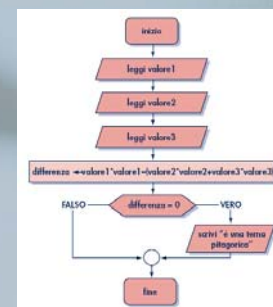 inizio
leggi valore1
leggi valore2
leggi valore3
differenza ←valore1*valore1-(valore2*valore2+valore3*valore3)
FALSO
differenza = 0
VERO
scrivi "è una terna
pitagorica"
fine